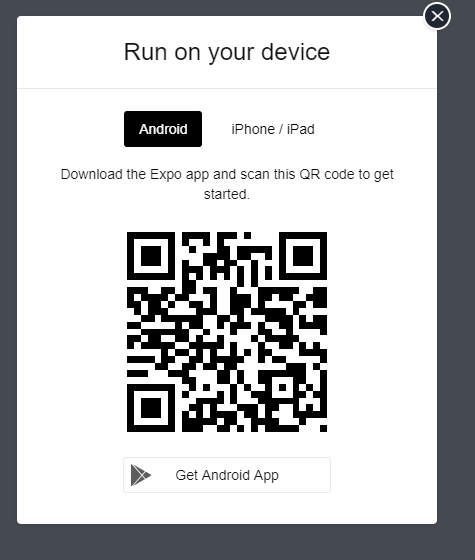 Run on your device
Android
iPhone / iPad
Download the Expo app and scan this QR code to get
started.
Get Android App